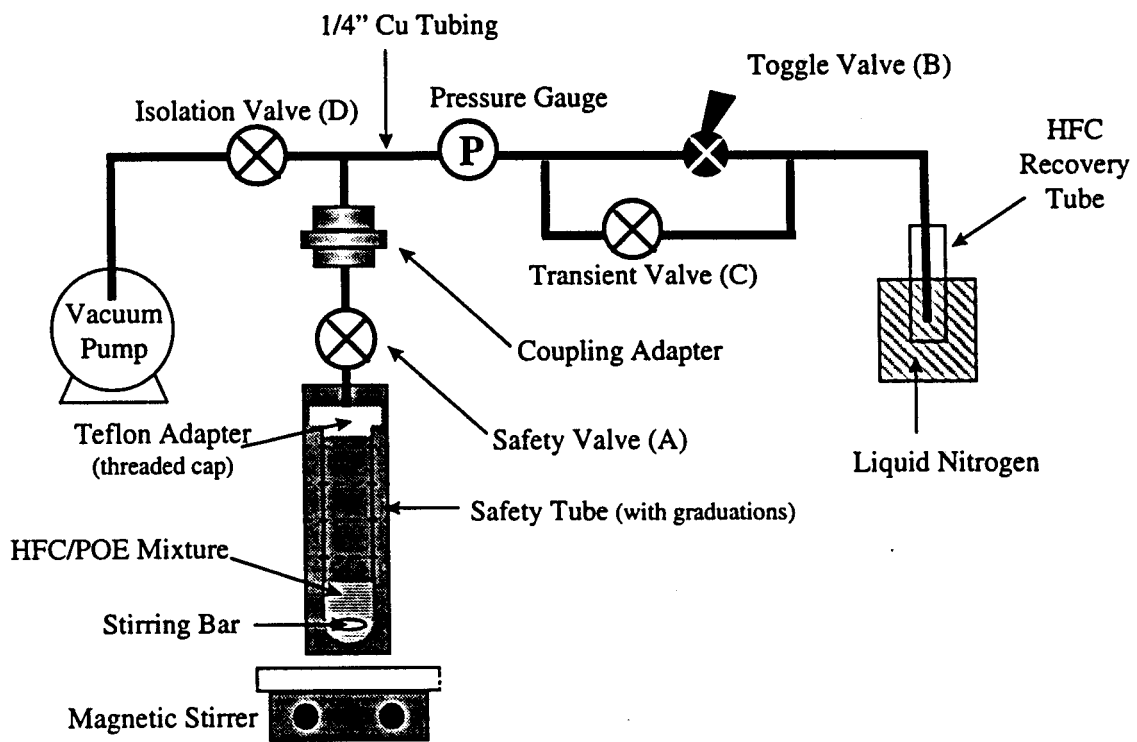 1/4” Cu Tubing
Toggle Valve (B)
Isolation Valve (D)
Pressure Gauge
HFC
Recovery
Tube
P
Transient Valve (C)
Vacuum
Pump
Coupling Adapter
Teflon Adapter
(threaded cap)
Safety Valve (A)
Liquid Nitrogen
Safety Tube (with graduations)
HFC/POE Mixture
Stirring Bar
Magnetic Stirrer